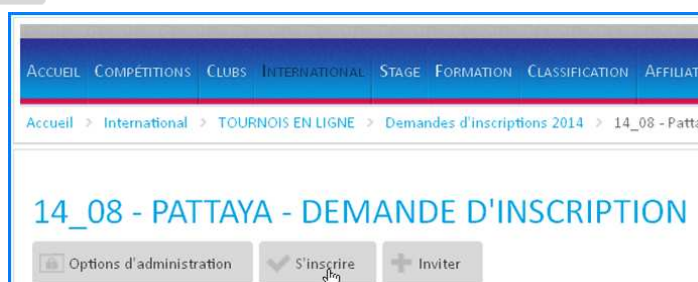 Accueil Compétitions Clubs International Stage Formation Classification Affiliat
Accueil > International > TOURNOIS EN LIGNE > Demandes d'inscriptions 2014 > 14_08 - Patta
14_08 - PATTAYA - DEMANDE D'INSCRIPTION
Options d'administration S'inscrire Inviter